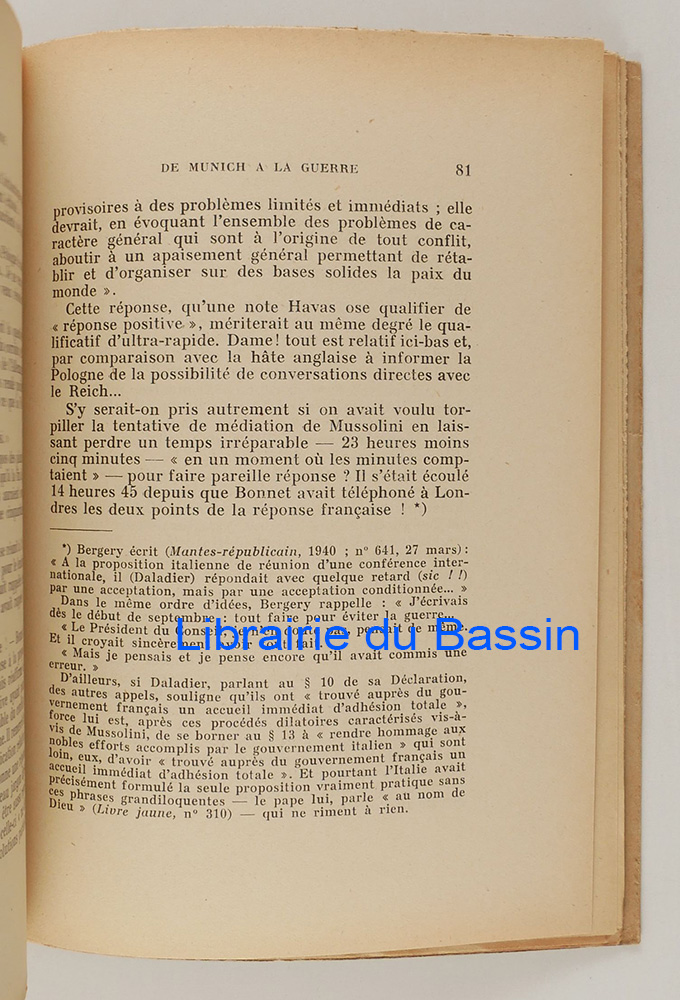 DE MUNICH A LA GUERRE 81
provisoires à des problèmes limités et immédiats ; elle
devrait, en évoquant l'ensemble des problèmes de ca-
ractère général qui sont à l'origine de tout conflit,
aboutir à un apaisement général permettant de réta-
blir et d'organiser sur des bases solides la paix du
monde ».
Cette réponse, qu'une note Havas ose qualifier de
« réponse positive », mériterait au même degré le qua-
lificatif d'ultra-rapide. Dame! tout est relatif ici-bas et,
par comparaison avec la hâte anglaise à informer la
Pologne de la possibilité de conversations directes avec
le Reich...
S'y serait-on pris autrement si on avait voulu tor-
piller la tentative de médiation de Mussolini en lais-
sant perdre un temps irréparable — 23 heures moins
cinq minutes — « en un moment où les minutes comp-
taient » — pour faire pareille réponse ? Il s'était écoulé
14 heures 45 depuis que Bonnet avait téléphoné à Lon-
dres les deux points de la réponse française ! *)
*) Bergery écrit (Mantes-républicain, 1940 ; n° 641, 27 mars) :
« A la proposition italienne de réunion d'une conférence inter-
nationale, il (Daladier) répondait avec quelque retard (sic ! !)
par une acceptation, mais par une acceptation conditionnée... »
Dans le même ordre d'idées, Bergery rappelle : « J'écrivais
dès le début de septembre : tout faire pour éviter la guerre...
« Le Président du Conseil, de même.
Et il croyait sincèrement
Librairie du Bassin
« Mais je pensais et je pense encore qu'il avait commis une
erreur. »
D'ailleurs, si Daladier, parlant au § 10 de sa Déclaration,
des autres appels, souligne qu'ils ont « trouvé auprès du gou-
vernement français un accueil immédiat d'adhésion totale »,
force lui est, après ces procédés dilatoires caractérisés vis-à-
vis de Mussolini, de se borner au § 13 à « rendre hommage aux
nobles efforts accomplis par le gouvernement italien » qui sont
loin, eux, d'avoir « trouvé auprès du gouvernement français un
accueil immédiat d'adhésion totale ». Et pourtant l'Italie avait
précisément formulé la seule proposition vraiment pratique sans
ces phrases grandiloquentes — le pape lui, parle « au nom de
Dieu » (Livre jaune, n° 310) — qui ne riment à rien.